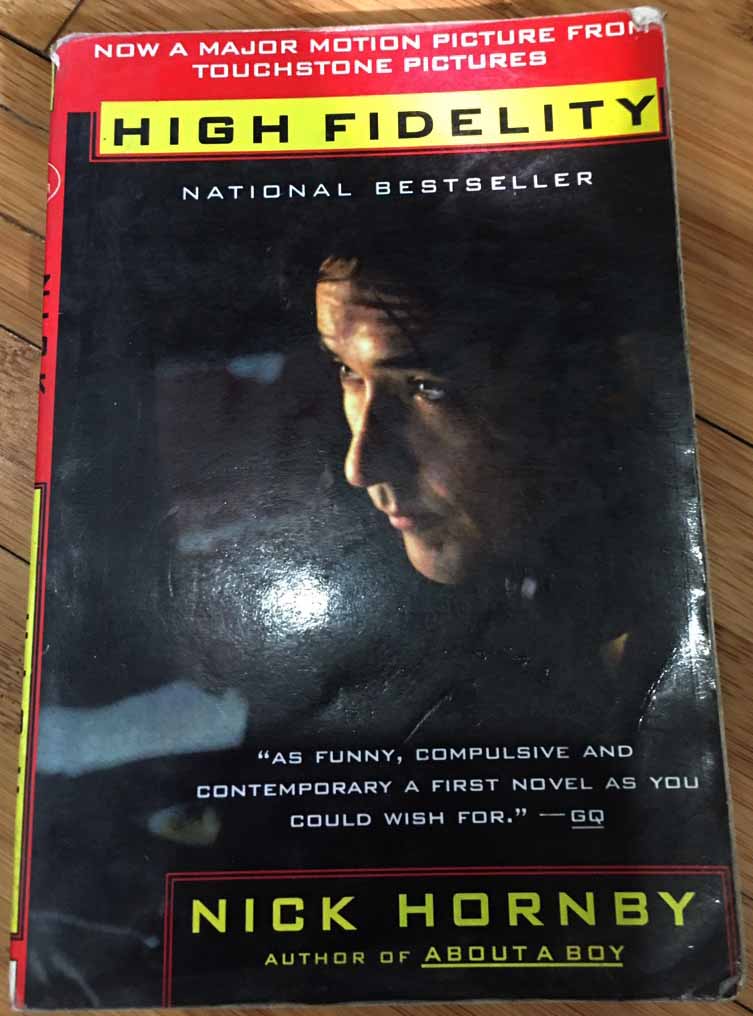 NOW A MAJOR MOTION PICTURE FROM
TOUCHSTONE PICTURES
HIGH FIDELITY
NATIONAL BESTSELLER
"AS FUNNY, COMPULSIVE AND
CONTEMPORARY A FIRST NOVEL AS YOU
COULD WISH FOR." —GQ
NICK HORNBY
AUTHOR OF ABOUT A BOY